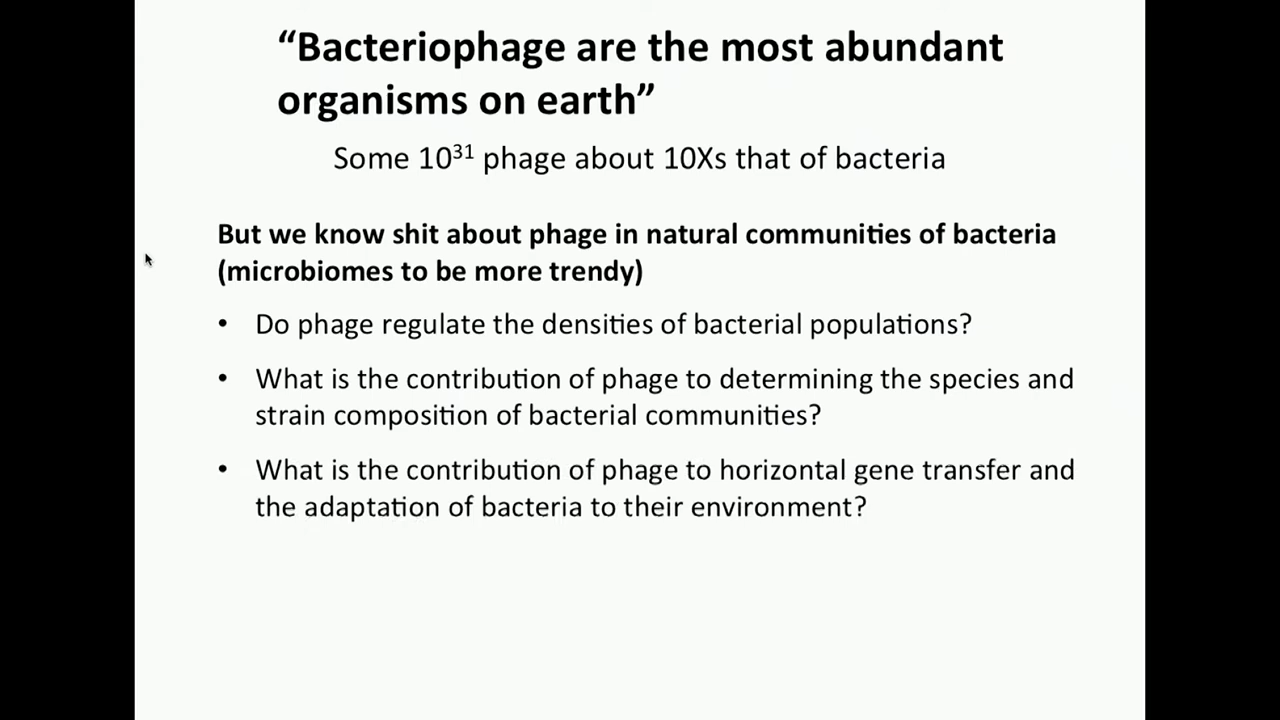 “Bacteriophage are the most abundant
organisms on earth”
Some 10³¹ phage about 10Xs that of bacteria
But we know shit about phage in natural communities of bacteria
(microbiomes to be more trendy)
• Do phage regulate the densities of bacterial populations?
• What is the contribution of phage to determining the species and
strain composition of bacterial communities?
• What is the contribution of phage to horizontal gene transfer and
the adaptation of bacteria to their environment?